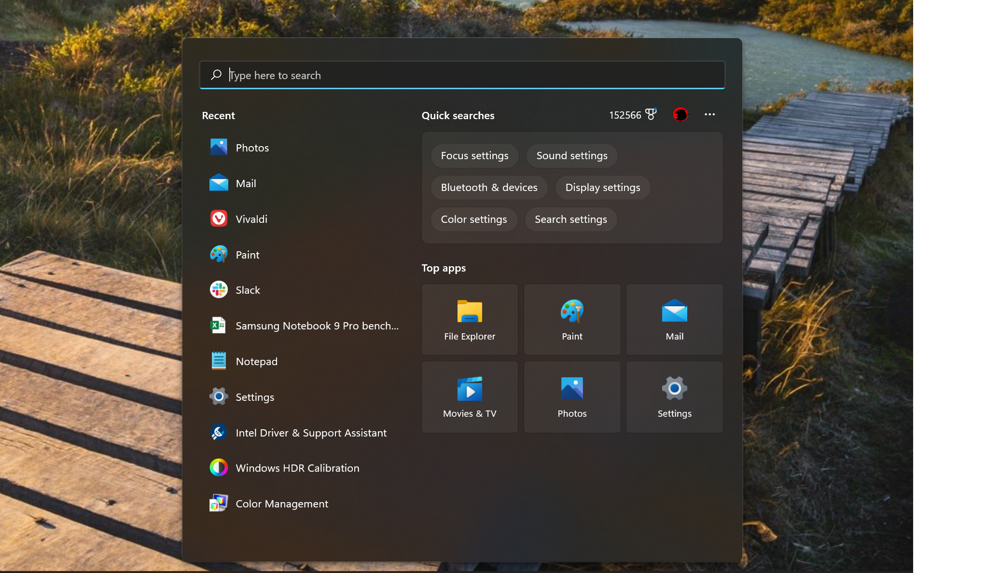 Type here to search
Recent
Photos
Mail
Vivaldi
Paint
Slack
Samsung Notebook 9 Pro bench...
Notepad
Settings
Intel Driver & Support Assistant
Windows HDR Calibration
Color Management
Quick searches
152566
Focus settings
Sound settings
Bluetooth & devices
Display settings
Color settings
Search settings
Top apps
File Explorer
Paint
Mail
Movies & TV
Photos
Settings